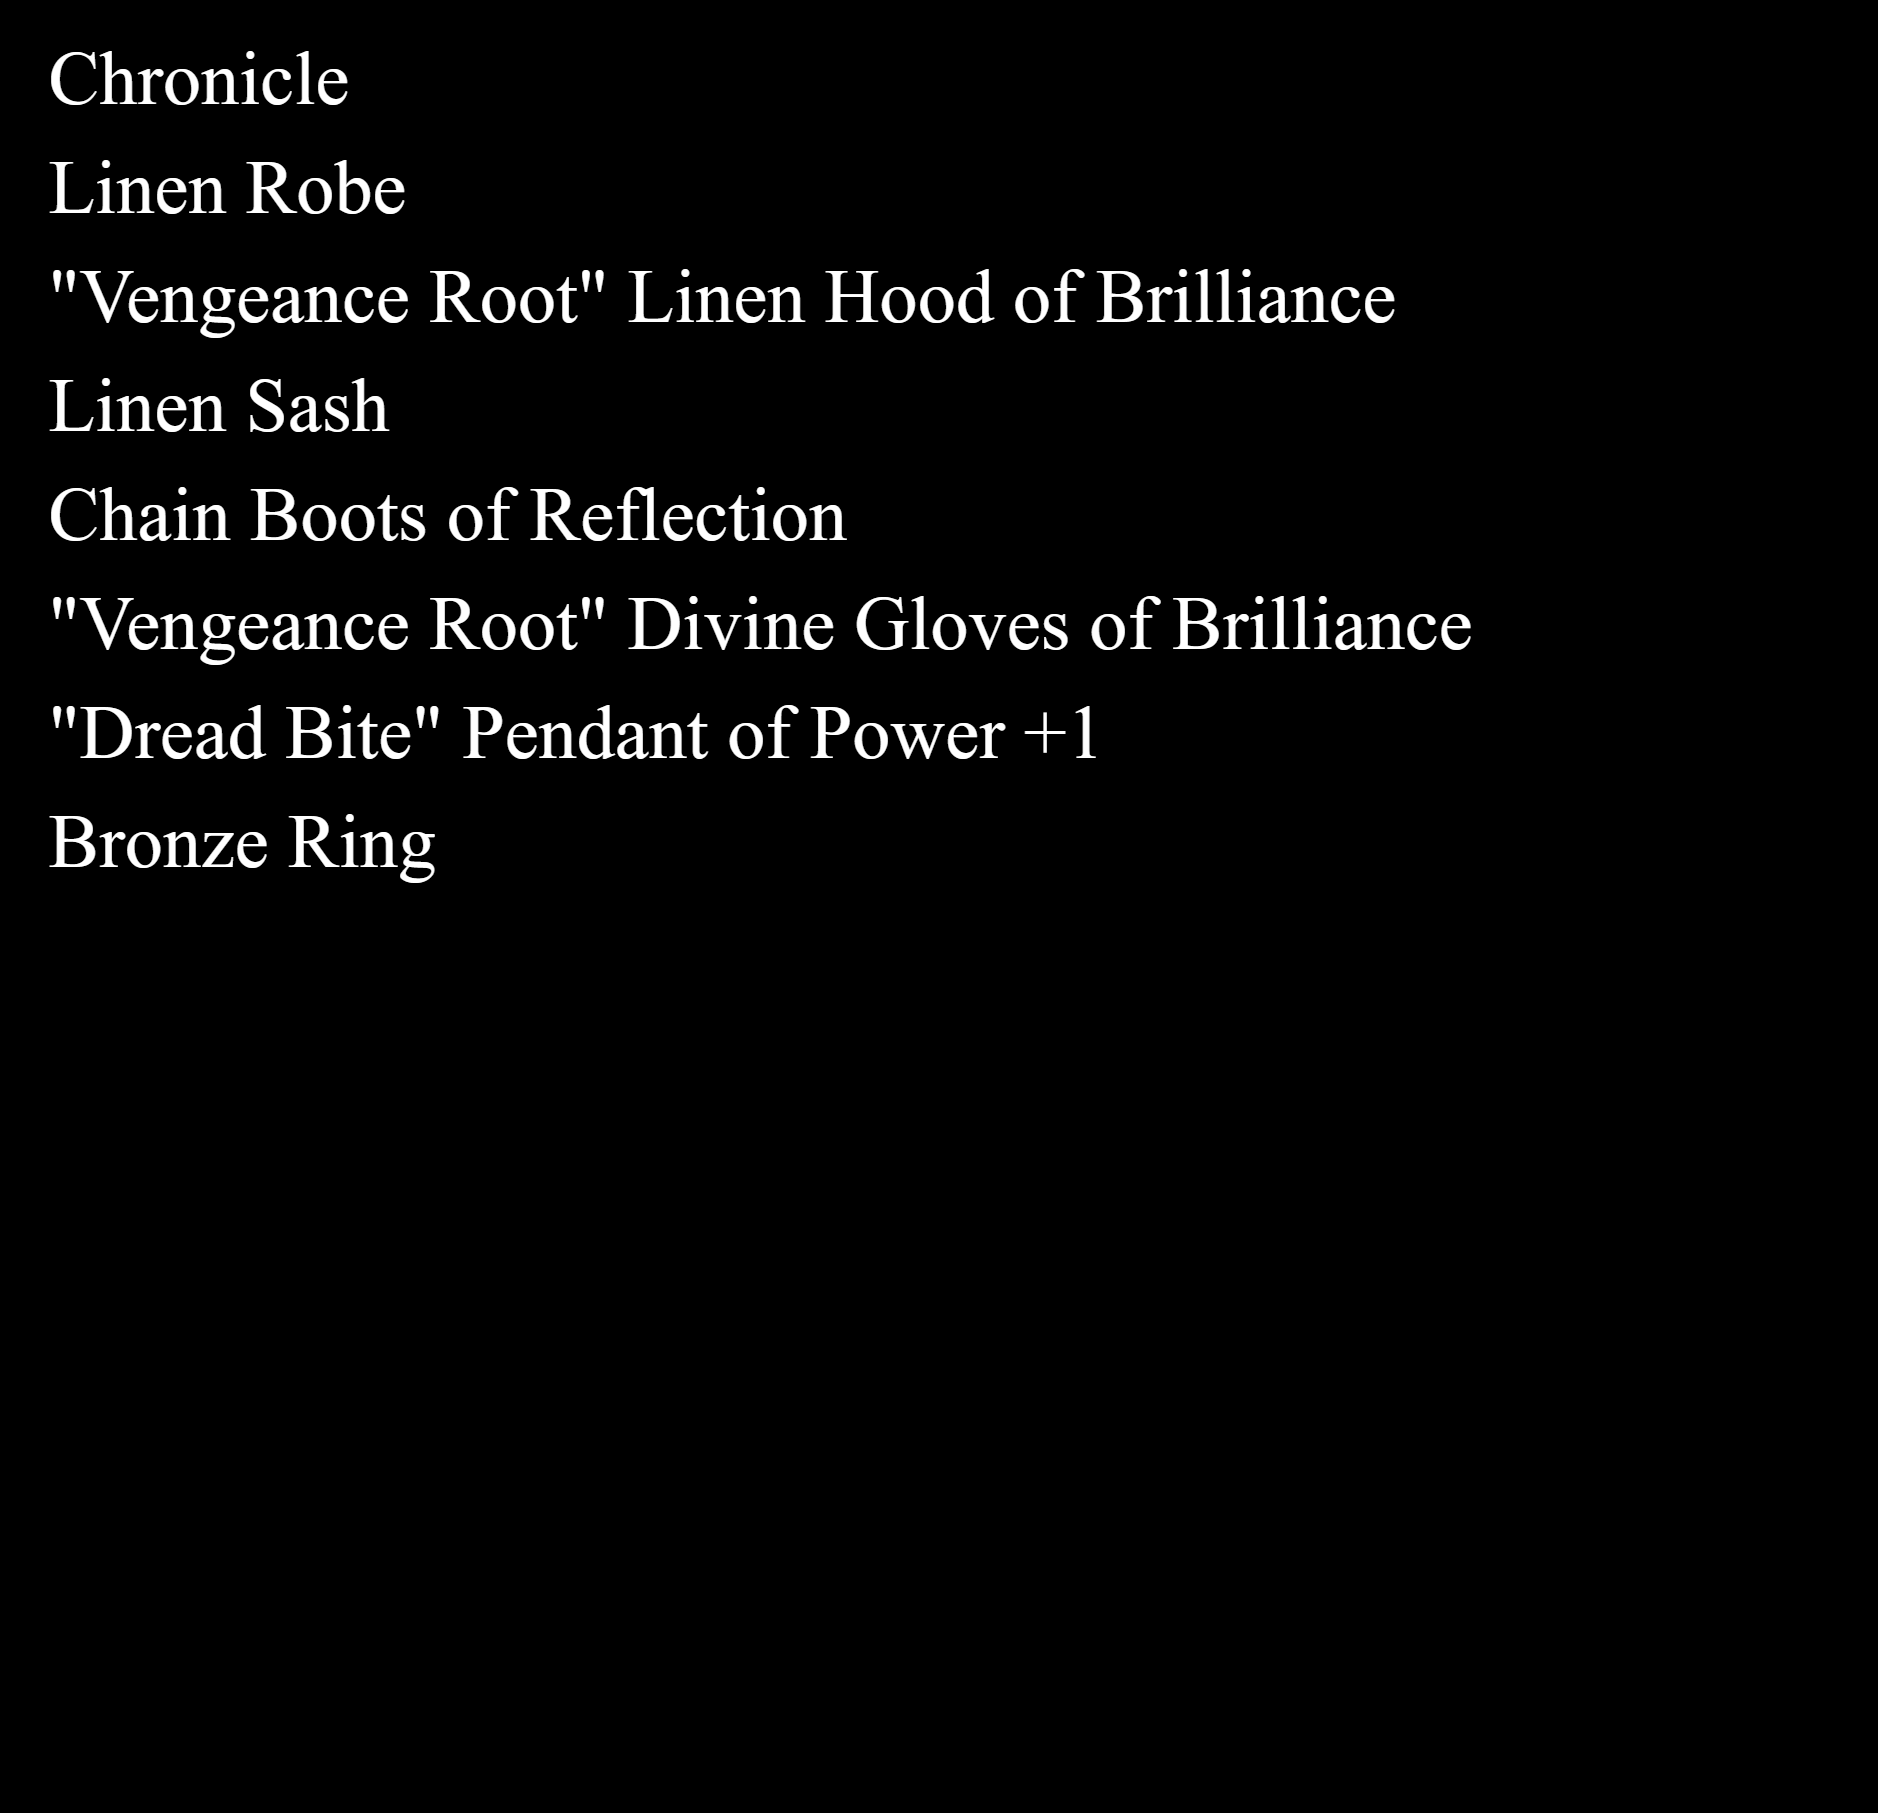 Chronicle
Linen Robe
"Vengeance Root" Linen Hood of Brilliance
Linen Sash
Chain Boots of Reflection
"Vengeance Root" Divine Gloves of Brilliance
"Dread Bite" Pendant of Power +1
Bronze Ring